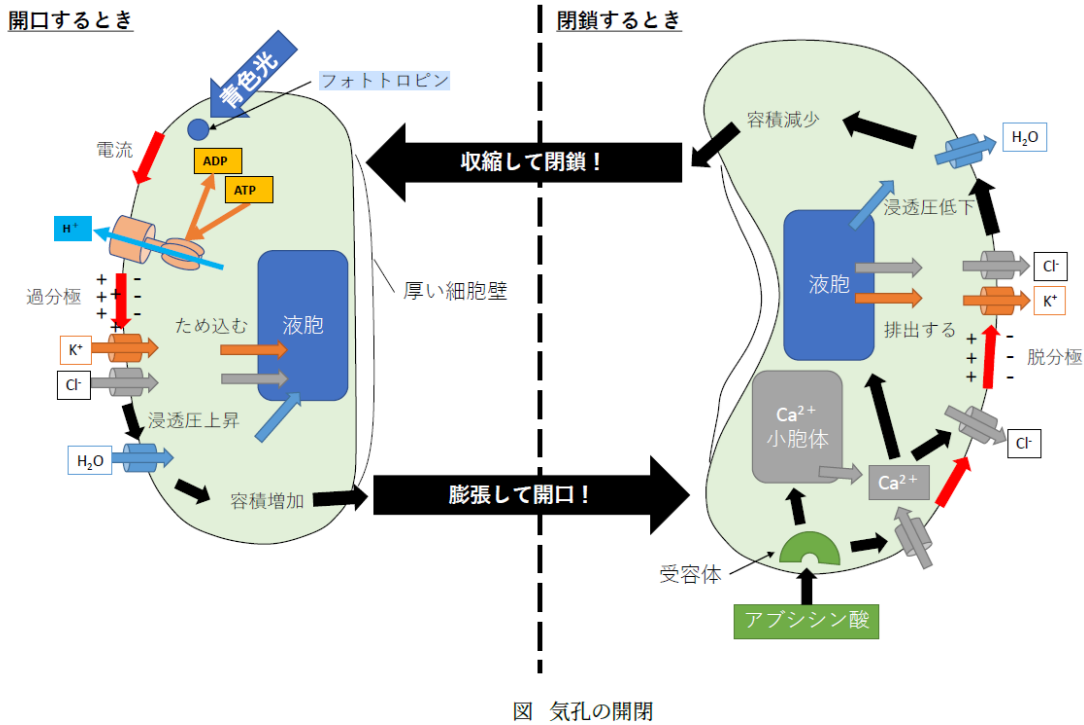 開口するとき
閉鎖するとき
青色光
フォトトロピン
電流
ADP
ATP
H⁺
過分極
+ -
+ + -
+ + -
+
K⁺
Cl⁻
ため込む
液胞
浸透圧上昇
H₂O
容積増加
厚い細胞壁
収縮して閉鎖!
膨張して開口!
容積減少
H₂O
浸透圧低下
液胞
Cl⁻
K⁺
排出する
+ -
+ -
+ -
脱分極
Ca²⁺
小胞体
Ca²⁺
Cl⁻
受容体
アブシシン酸
図 気孔の開閉